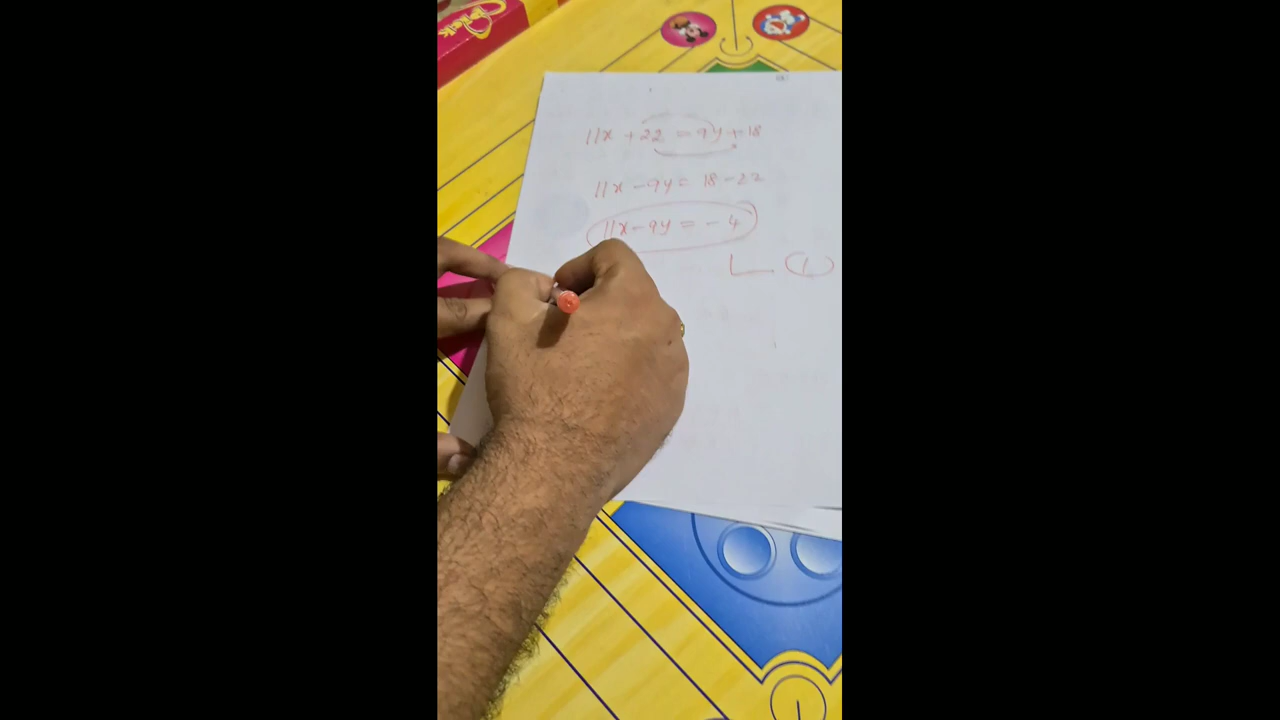 11x + 22 = 9y + 18
11x - 9y = 18 - 22
11x - 9y = - 4
(1)